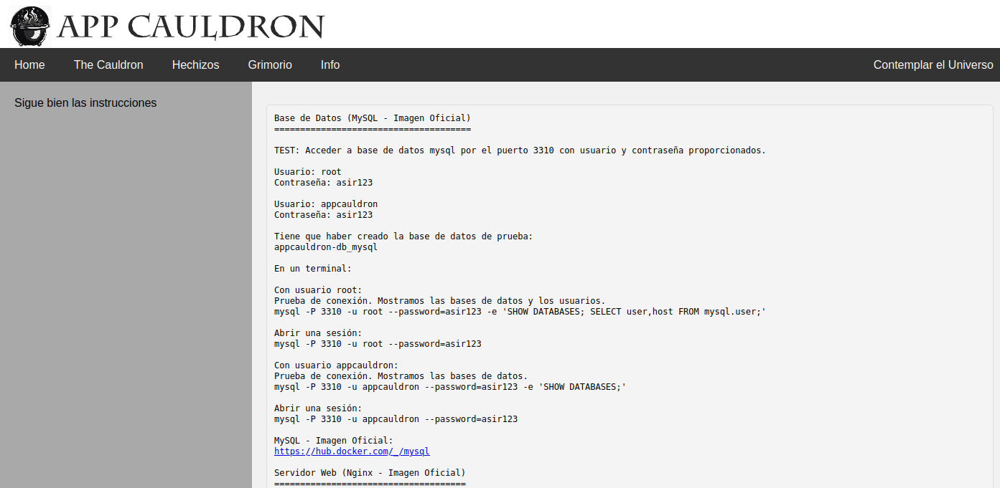 APP CAULDRON
Home The Cauldron Hechizos Grimorio Info Contemplar el Universo
Sigue bien las instrucciones
Base de Datos (MySQL - Imagen Oficial)
======================================
TEST: Acceder a base de datos mysql por el puerto 3310 con usuario y contraseña proporcionados.
Usuario: root
Contraseña: asir123
Usuario: appcauldron
Contraseña: asir123
Tiene que haber creado la base de datos de prueba:
appcauldron-db_mysql
En un terminal:
Con usuario root:
Prueba de conexión. Mostramos las bases de datos y los usuarios.
mysql -P 3310 -u root --password=asir123 -e 'SHOW DATABASES; SELECT user,host FROM mysql.user;'
Abrir una sesión:
mysql -P 3310 -u root --password=asir123
Con usuario appcauldron:
Prueba de conexión. Mostramos las bases de datos.
mysql -P 3310 -u appcauldron --password=asir123 -e 'SHOW DATABASES;'
Abrir una sesión:
mysql -P 3310 -u appcauldron --password=asir123
MySQL - Imagen Oficial:
https://hub.docker.com/_/mysql
Servidor Web (Nginx - Imagen Oficial)
=====================================